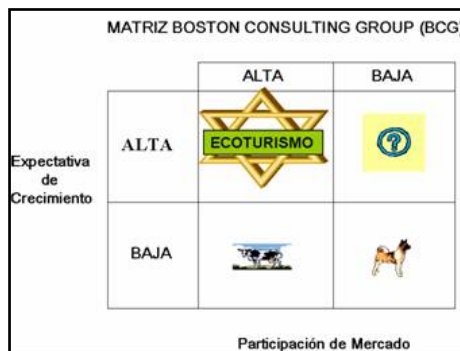 MATRIZ BOSTON CONSULTING GROUP (BCG)
ALTA
BAJA
ALTA
ECOTURISMO
?
Expectativa
de
Crecimiento
BAJA
Participación de Mercado